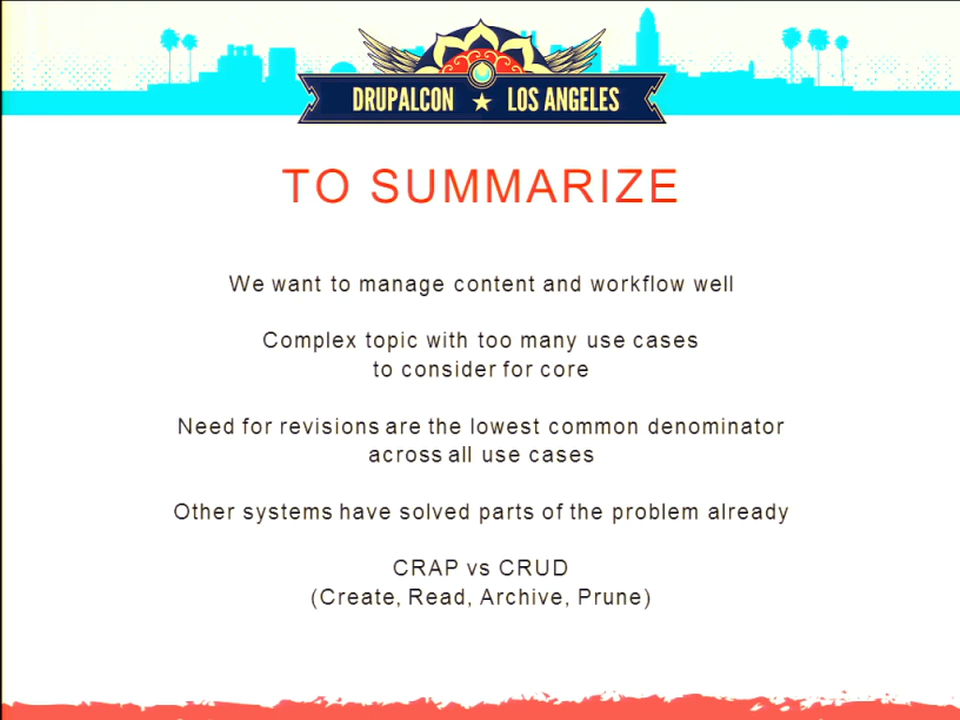 DRUPALCON ★ LOS ANGELES
TO SUMMARIZE
We want to manage content and workflow well
Complex topic with too many use cases
to consider for core
Need for revisions are the lowest common denominator
across all use cases
Other systems have solved parts of the problem already
CRAP vs CRUD
(Create, Read, Archive, Prune)